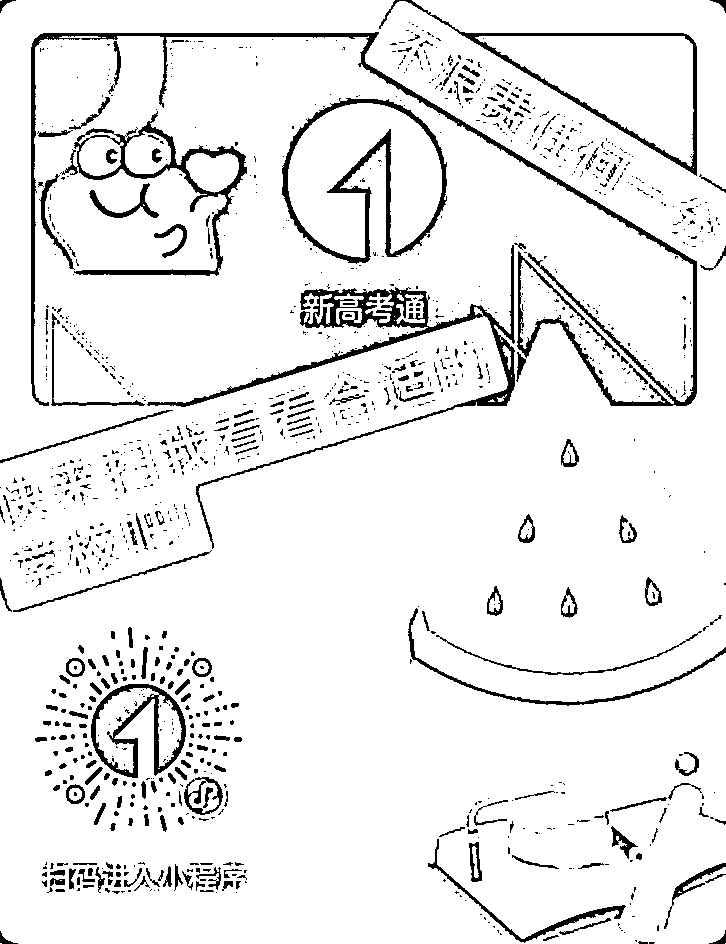 不浪费任何一分
新高考通
快来扫我看看合适的
学校吧
扫码进入小程序